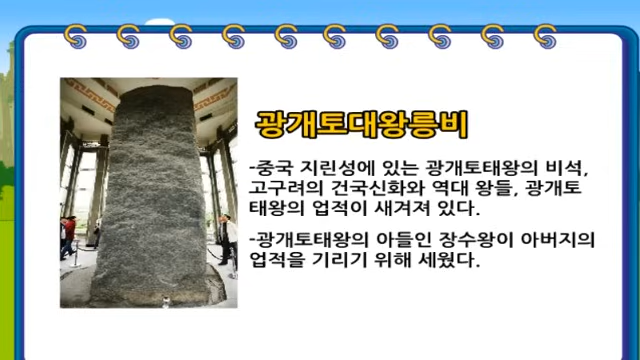 광개토대왕릉비
-중국 지린성에 있는 광개토태왕의 비석,
고구려의 건국신화와 역대 왕들, 광개토
태왕의 업적이 새겨져 있다.
-광개토태왕의 아들인 장수왕이 아버지의
업적을 기리기 위해 세웠다.